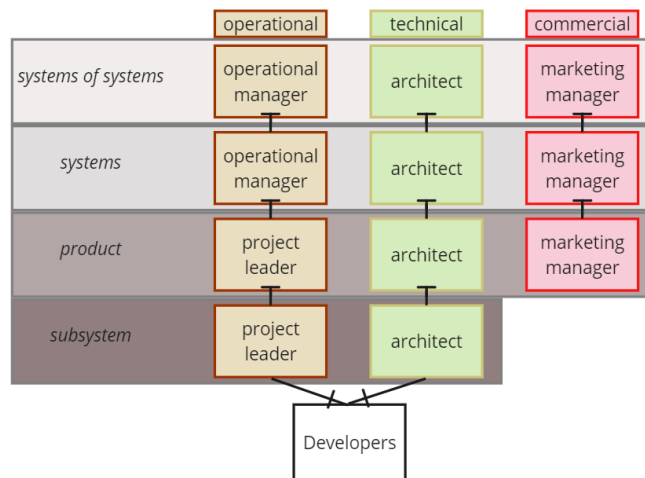 operational
technical
commercial
systems of systems
operational
manager
architect
marketing
manager
systems
operational
manager
architect
marketing
manager
product
project
leader
architect
marketing
manager
subsystem
project
leader
architect
Developers